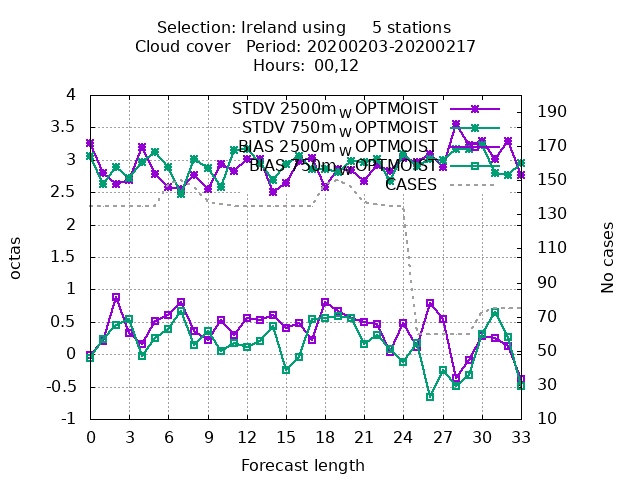 Selection: Ireland using 5 stations
Cloud cover Period: 20200203-20200217
Hours: 00,12
STDV 2500m_W OPTMOIST
STDV 750m_W OPTMOIST
BIAS 2500m_W OPTMOIST
BIAS 750m_W OPTMOIST
CASES
4
3.5
3
2.5
2
1.5
1
0.5
0
-0.5
-1
octas
190
170
150
130
110
90
70
50
30
10
No cases
0 3 6 9 12 15 18 21 24 27 30 33
Forecast length